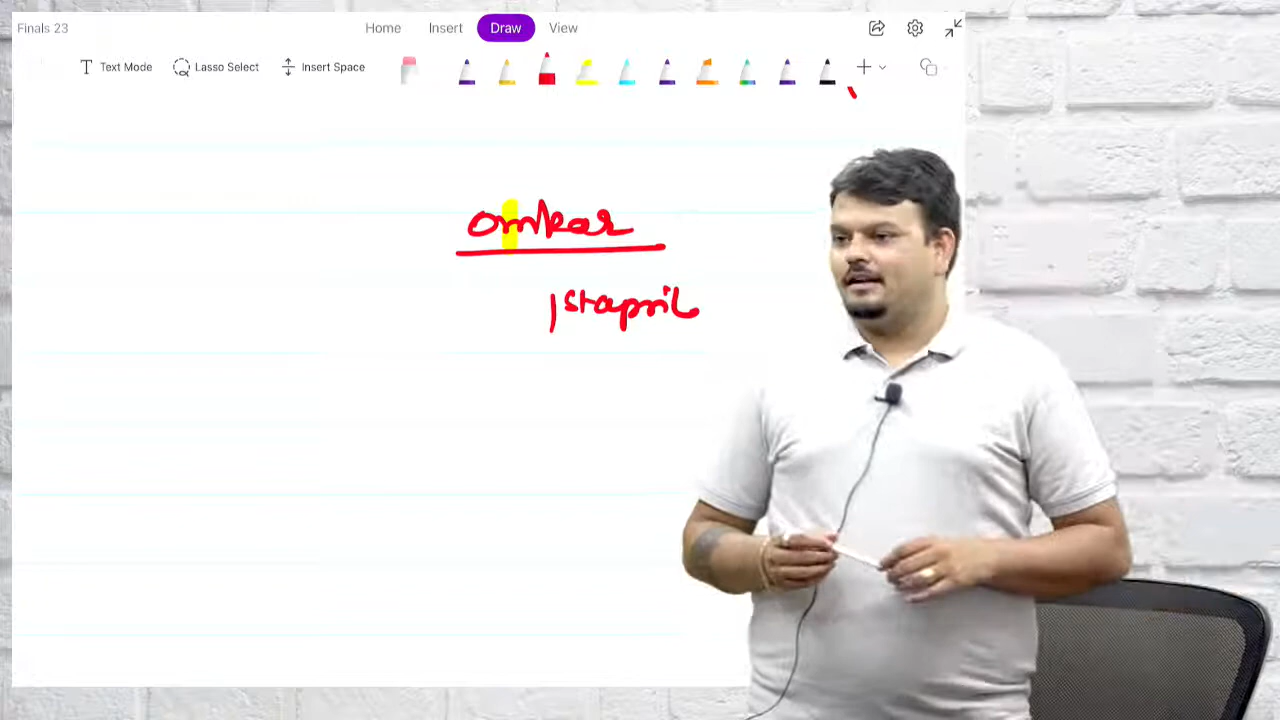 Finals 23
Home Insert Draw View
Text Mode Lasso Select Insert Space
omkar
1st april